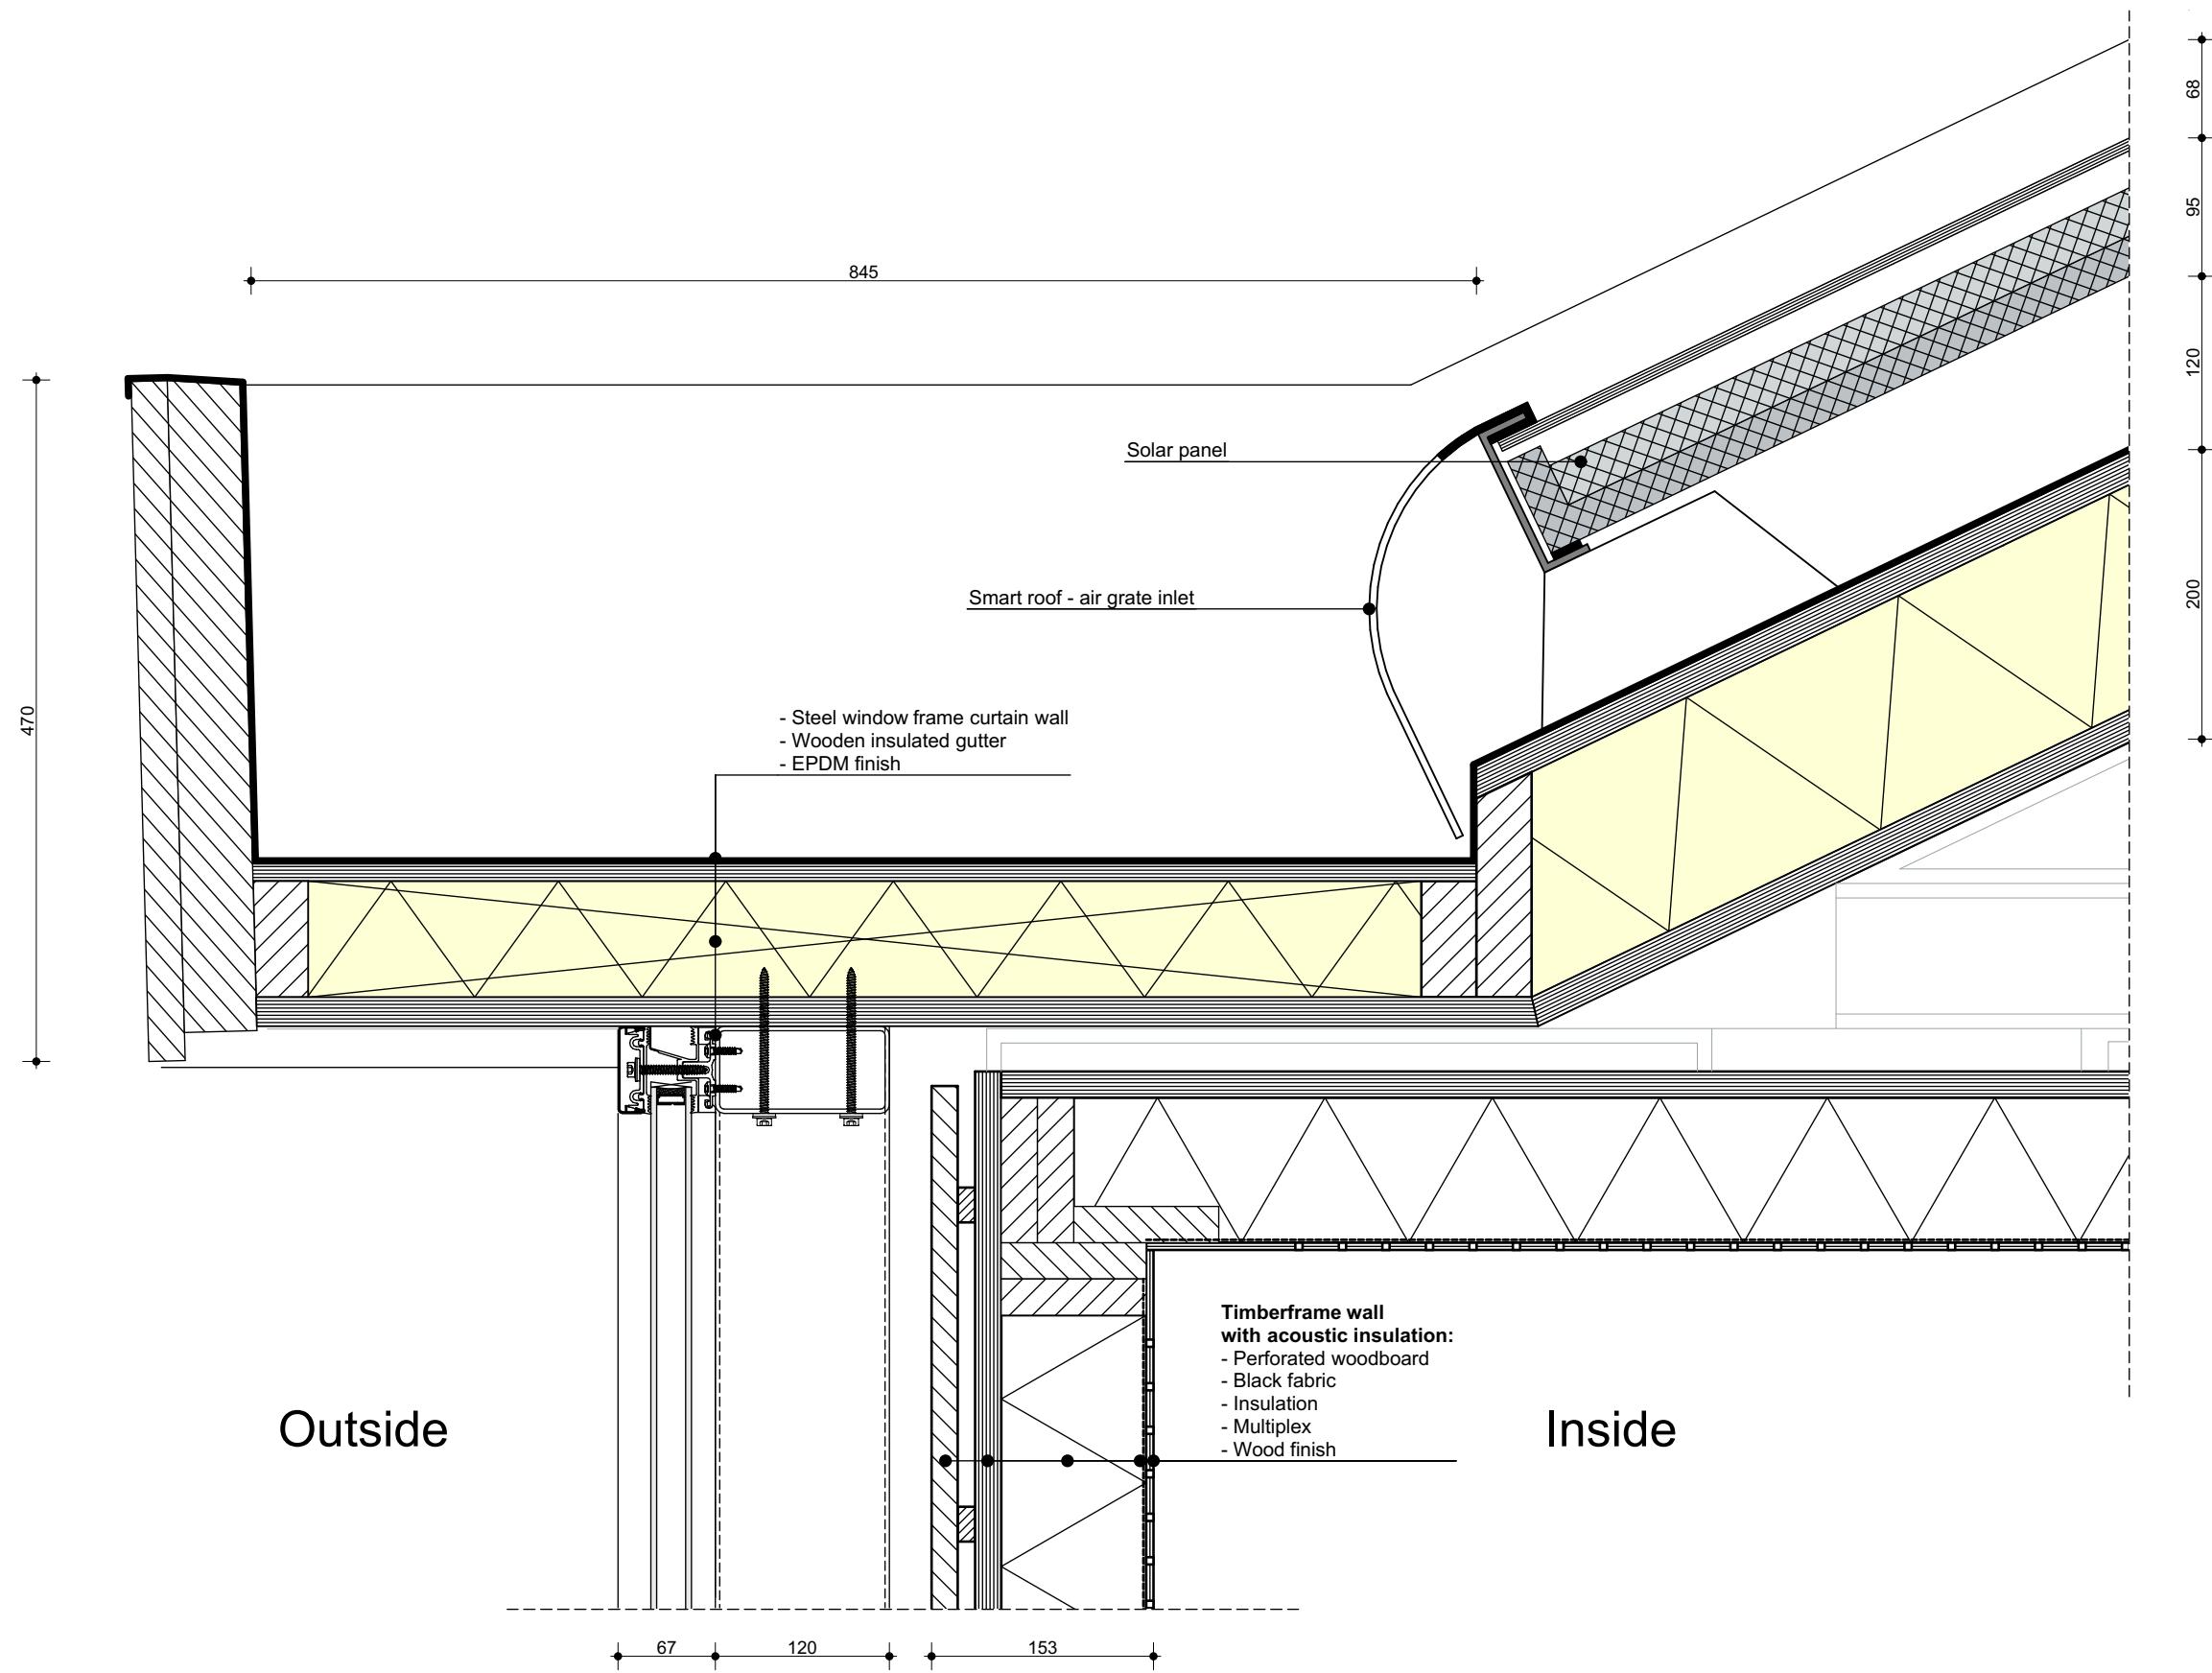 68
95
845
120
Solar panel
200
Smart roof - air grate inlet
470
- Steel window frame curtain wall
- Wooden insulated gutter
- EPDM finish
Timberframe wall
with acoustic insulation:
- Perforated woodboard
- Black fabric
- Insulation
- Multiplex
- Wood finish
Outside
Inside
67
120
153